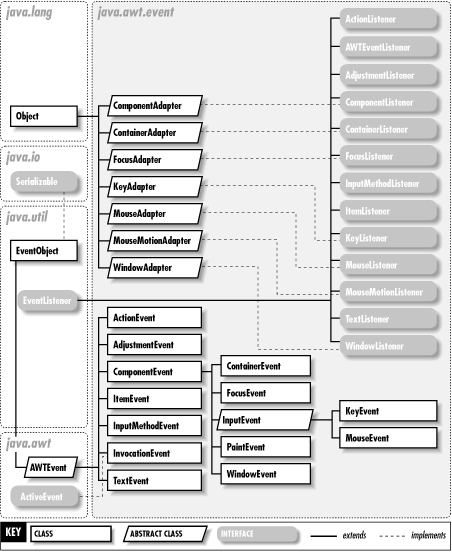 java.lang
java.awt.event
ActionListener
AWTEventListener
AdjustmentListener
Object
ComponentAdapter
ComponentListener
ContainerAdapter
ContainerListener
java.io
FocusAdapter
FocusListener
Serializable
KeyAdapter
InputMethodListener
java.util
MouseAdapter
ItemListener
EventObject
MouseMotionAdapter
KeyListener
WindowAdapter
MouseListener
EventListener
MouseMotionListener
ActionEvent
TextListener
AdjustmentEvent
WindowListener
ComponentEvent
ContainerEvent
ItemEvent
FocusEvent
InputMethodEvent
InputEvent
KeyEvent
java.awt
InvocationEvent
PaintEvent
MouseEvent
AWTEvent
TextEvent
WindowEvent
ActiveEvent
KEY
CLASS
ABSTRACT CLASS
INTERFACE
extends
implements